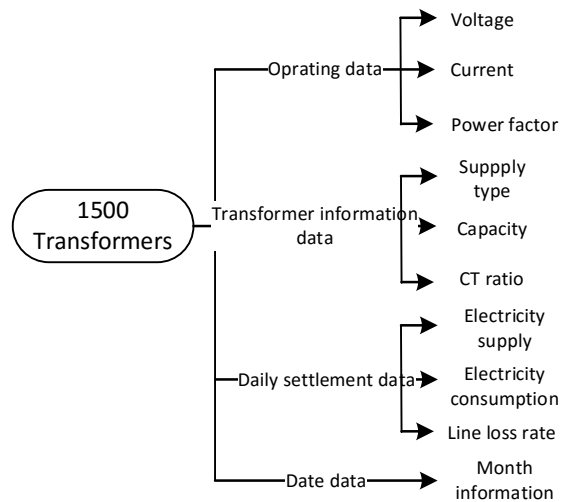 1500
Transformers
Oprating data
Voltage
Current
Power factor
Transformer information
data
Suppply
type
Capacity
CT ratio
Daily settlement data
Electricity
supply
Electricity
consumption
Line loss rate
Date data
Month
information